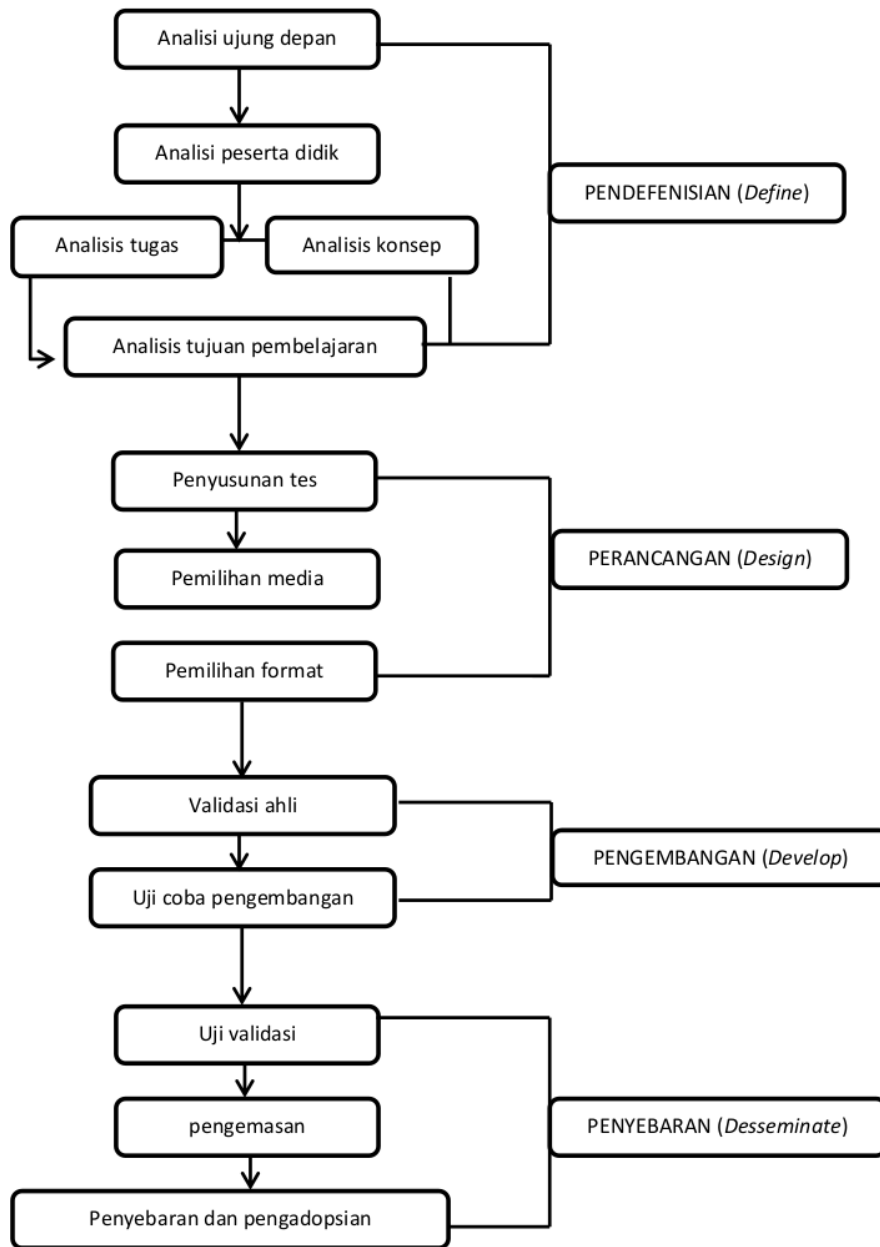 Analisi ujung depan
Analisi peserta didik
PENDEFENISIAN (Define)
Analisis tugas
Analisis konsep
Analisis tujuan pembelajaran
Penyusunan tes
PERANCANGAN (Design)
Pemilihan media
Pemilihan format
Validasi ahli
PENGEMBANGAN (Develop)
Uji coba pengembangan
Uji validasi
pengemasan
PENYEBARAN (Desseminate)
Penyebaran dan pengadopsian